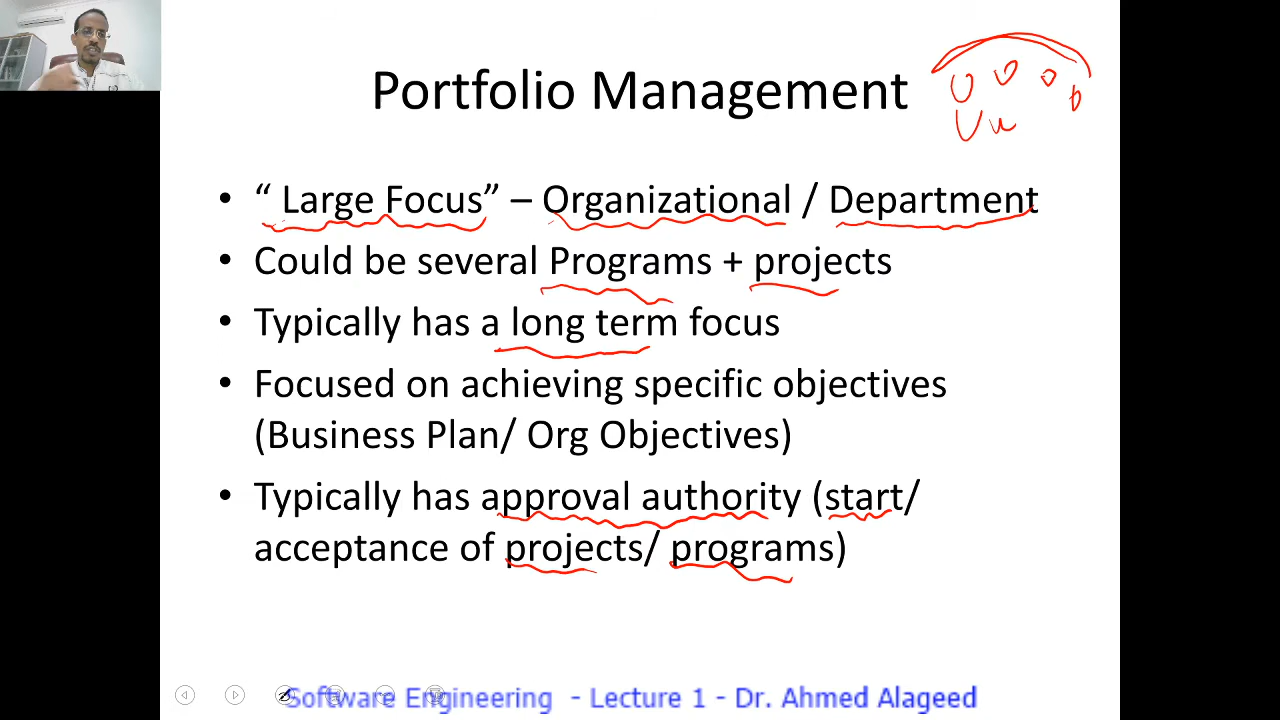 Portfolio Management
• “ Large Focus” – Organizational / Department
• Could be several Programs + projects
• Typically has a long term focus
• Focused on achieving specific objectives
(Business Plan/ Org Objectives)
• Typically has approval authority (start/
acceptance of projects/ programs)
Software Engineering - Lecture 1 - Dr. Ahmed Alageed